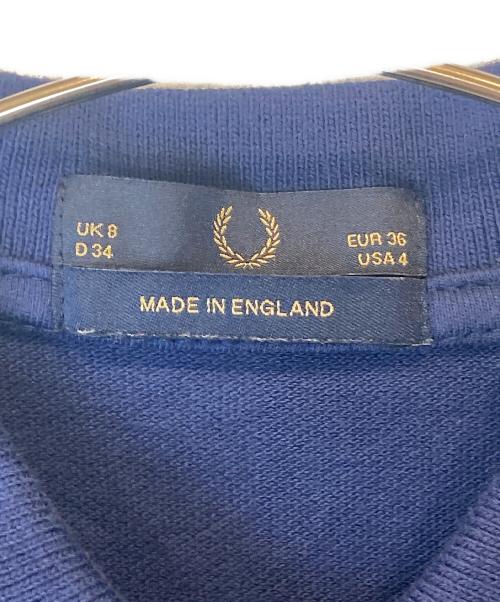 UK 8
D 34
EUR 36
USA 4
MADE IN ENGLAND